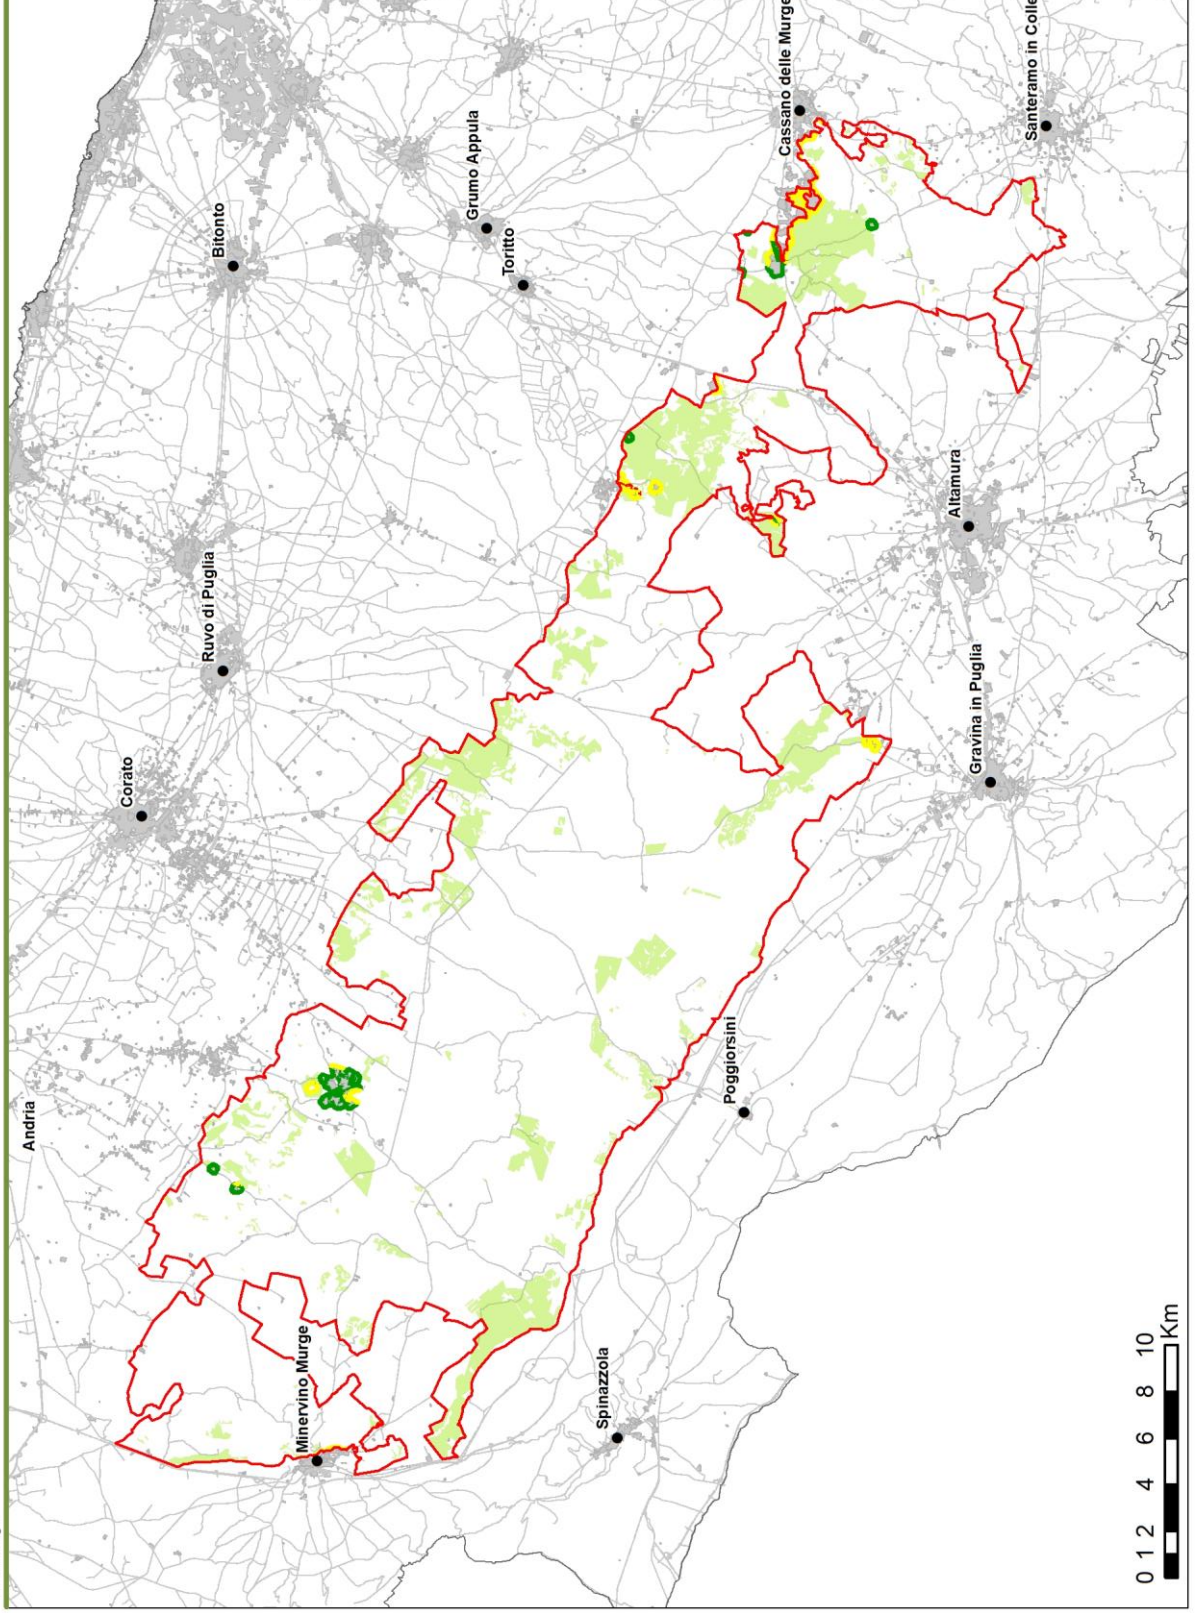 Andria
Corato
Ruvo di Puglia
Bitonto
Grumo Appula
Toritto
Cassano delle Murge
Santeramo in Colle
Minervino Murge
Spinazzola
Poggiorsini
Gravina in Puglia
Altamura
0 1 2 4 6 8 10
Km